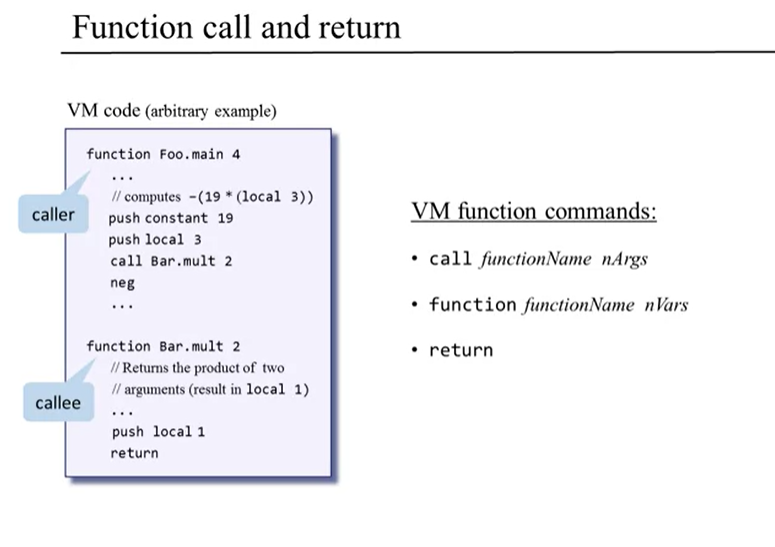 Function call and return
VM code (arbitrary example)
function Foo.main 4
...
// computes -(19 * (local 3))
push constant 19
push local 3
call Bar.mult 2
neg
...
caller
function Bar.mult 2
// Returns the product of two
// arguments (result in local 1)
...
push local 1
return
callee
VM function commands:
• call functionName nArgs
• function functionName nVars
• return